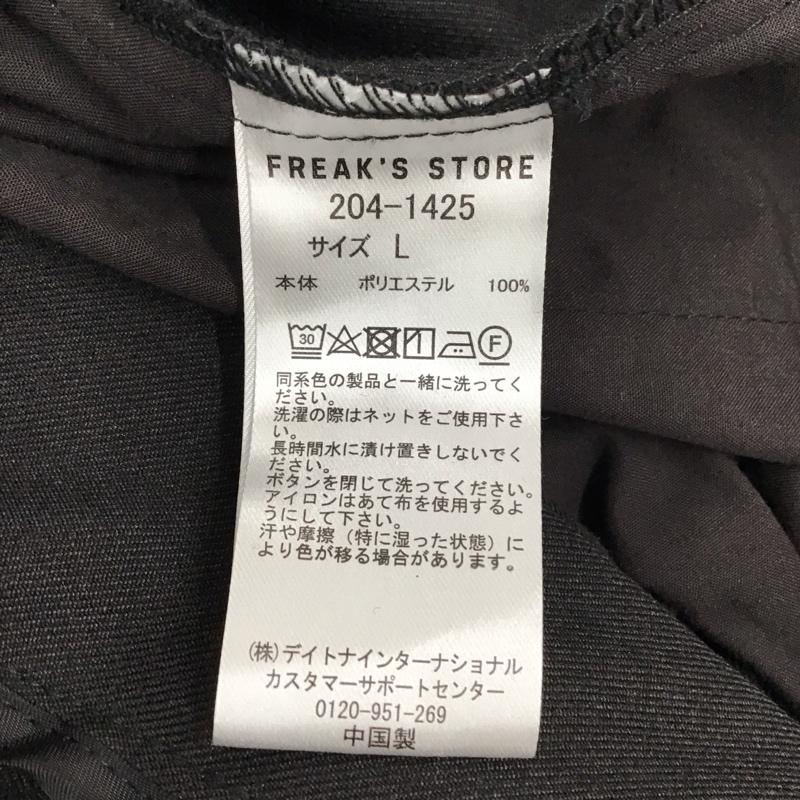 FREAK'S STORE
204-1425
サイズ L
本体 ポリエステル 100%
30 F
同系色の製品と一緒に洗ってく
ださい。
洗濯の際はネットをご使用下さ
い。
長時間水に漬け置きしないでく
ださい。
ボタンを閉じて洗ってください。
アイロンはあて布を使用するよ
うにして下さい。
汗や摩擦（特に湿った状態）に
より色が移る場合があります。
(株)デイトナインターナショナル
カスタマーサポートセンター
0120-951-269
中国製